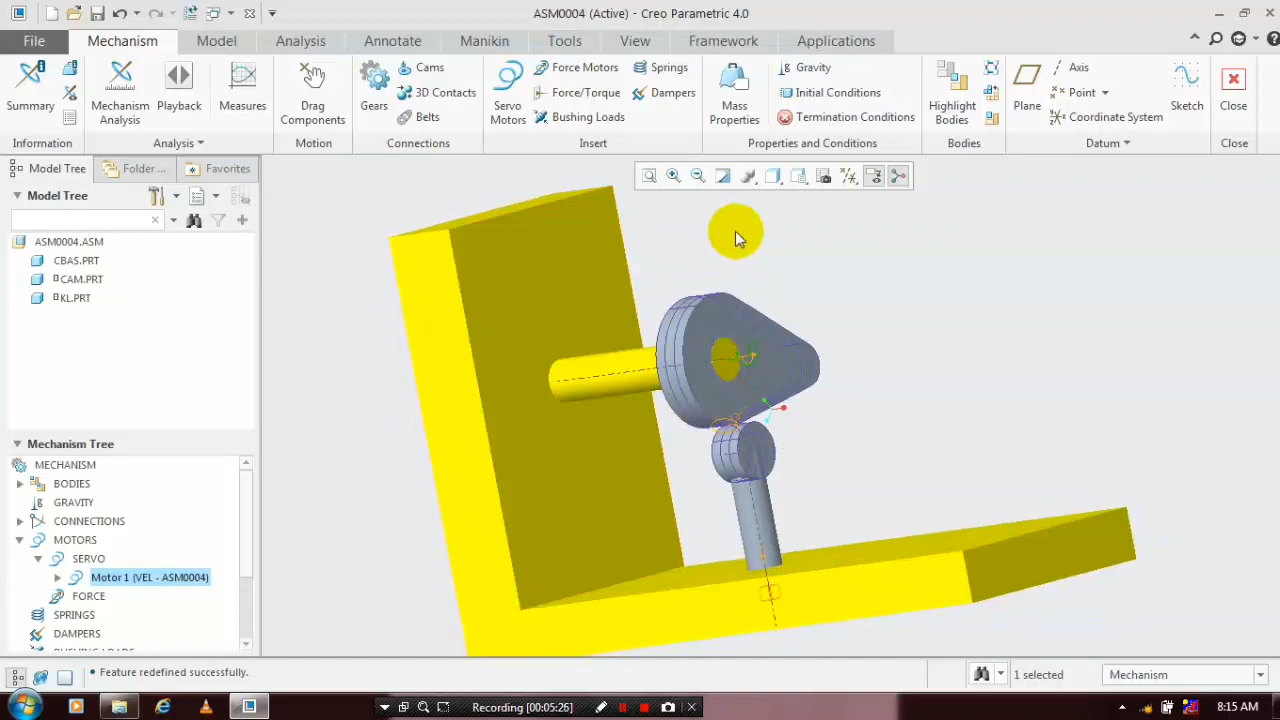 ASM0004 (Active) - Creo Parametric 4.0
File Mechanism Model Analysis Annotate Manikin Tools View Framework Applications
Summary
Mechanism Analysis
Playback
Measures
Drag Components
Gears
Cams
3D Contacts
Belts
Servo Motors
Force Motors
Force/Torque
Bushing Loads
Springs
Dampers
Mass Properties
Gravity
Initial Conditions
Termination Conditions
Highlight Bodies
Plane
Axis
Point
Coordinate System
Sketch
Close
Information Analysis Motion Connections Insert Properties and Conditions Bodies Datum Close
Model Tree Folder ... Favorites
Model Tree
ASM0004.ASM
CBAS.PRT
CAM.PRT
KL.PRT
Mechanism Tree
MECHANISM
BODIES
GRAVITY
CONNECTIONS
MOTORS
SERVO
Motor 1 (VEL - ASM0004)
FORCE
SPRINGS
DAMPERS
BUSHING LOADS
Feature redefined successfully.
1 selected
Mechanism
Recording [00:05:26]
8:15 AM